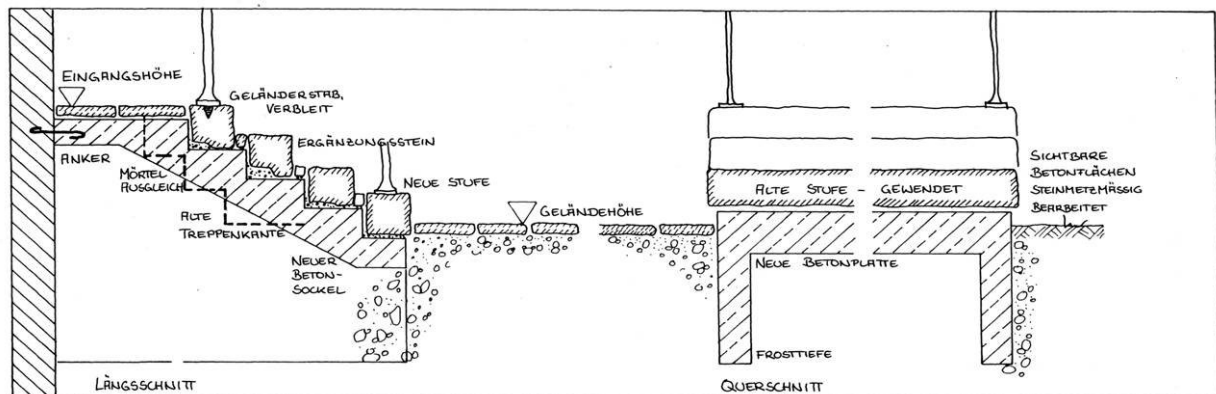 EINGANGSHÖHE
GELÄNDERSTAB,
VERBLEIT
ERGÄNZUNGSSTEIN
ANKER
MÖRTEL
AUSGLEICH
NEUE STUFE
ALTE
TREPPENKANTE
GELÄNDEHÖHE
NEUER
BETON-
SOCKEL
LÄNGSSCHNITT
ALTE STUFE - GEWENDET
SICHTBARE
BETONFLÄCHEN
STEINMETZMÄSSIG
BEARBEITET
NEUE BETONPLATTE
FROSTTIEFE
QUERSCHNITT